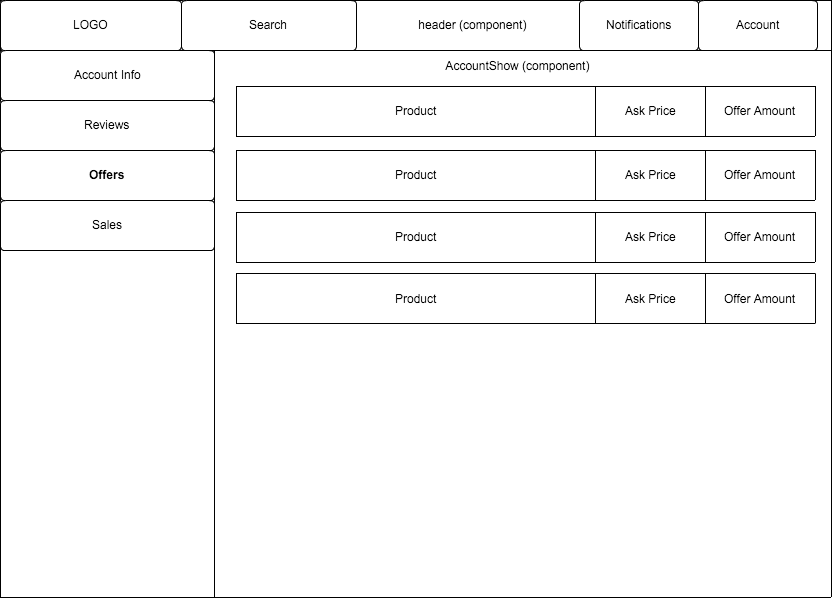 LOGO
Search
header (component)
Notifications
Account
Account Info
Reviews
Offers
Sales
AccountShow (component)
Product
Ask Price
Offer Amount
Product
Ask Price
Offer Amount
Product
Ask Price
Offer Amount
Product
Ask Price
Offer Amount